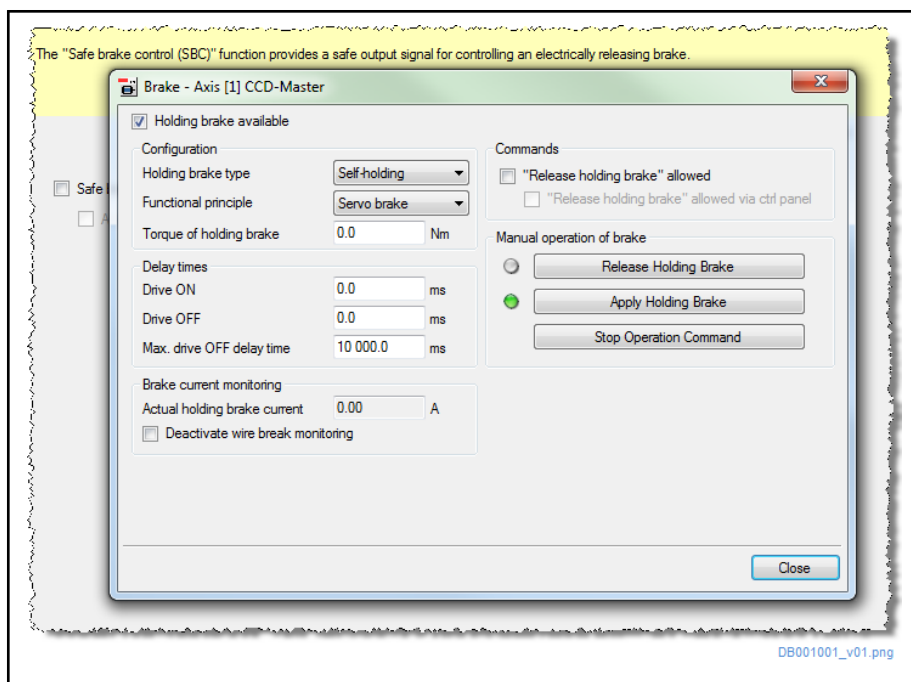 The "Safe brake control (SBC)" function provides a safe output signal for controlling an electrically releasing brake.
Brake - Axis [1] CCD-Master
Holding brake available
Configuration
Holding brake type Self-holding
Functional principle Servo brake
Torque of holding brake 0.0 Nm
Delay times
Drive ON 0.0 ms
Drive OFF 0.0 ms
Max. drive OFF delay time 10 000.0 ms
Brake current monitoring
Actual holding brake current 0.00 A
Deactivate wire break monitoring
Commands
"Release holding brake" allowed
"Release holding brake" allowed via ctrl panel
Manual operation of brake
Release Holding Brake
Apply Holding Brake
Stop Operation Command
Close
Safe
A
DB001001_v01.png